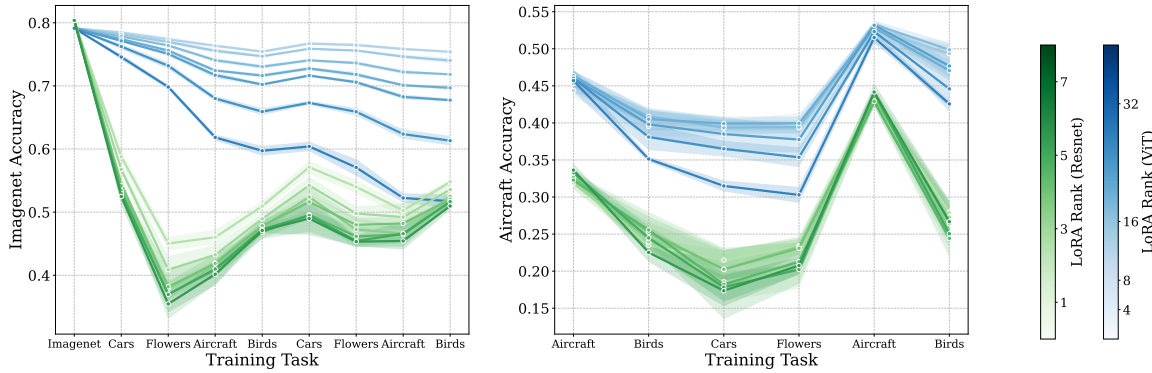 0.8
0.7
0.6
0.5
0.4
Imagenet Accuracy
Imagenet Cars Flowers Aircraft Birds Cars Flowers Aircraft Birds
Training Task
0.55
0.50
0.45
0.40
0.35
0.30
0.25
0.20
0.15
Aircraft Accuracy
Aircraft Birds Cars Flowers Aircraft Birds
Training Task
7
5
3
1
LoRA Rank (Resnet)
32
16
8
4
LoRA Rank (ViT)